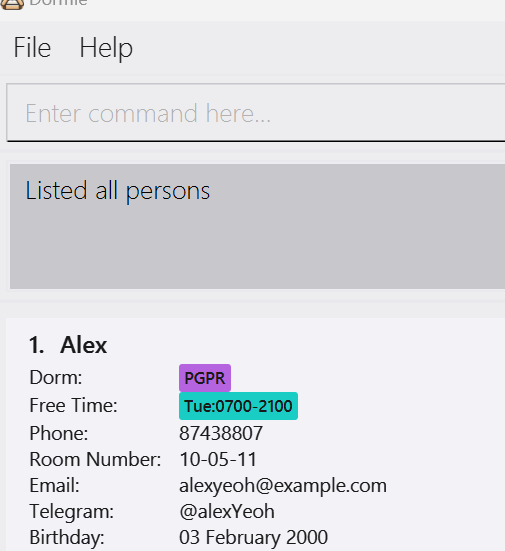 Dormie
File Help
Enter command here...
Listed all persons
1. Alex
Dorm: PGPR
Free Time: Tue:0700-2100
Phone: 87438807
Room Number: 10-05-11
Email: alexyeoh@example.com
Telegram: @alexYeoh
Birthday: 03 February 2000